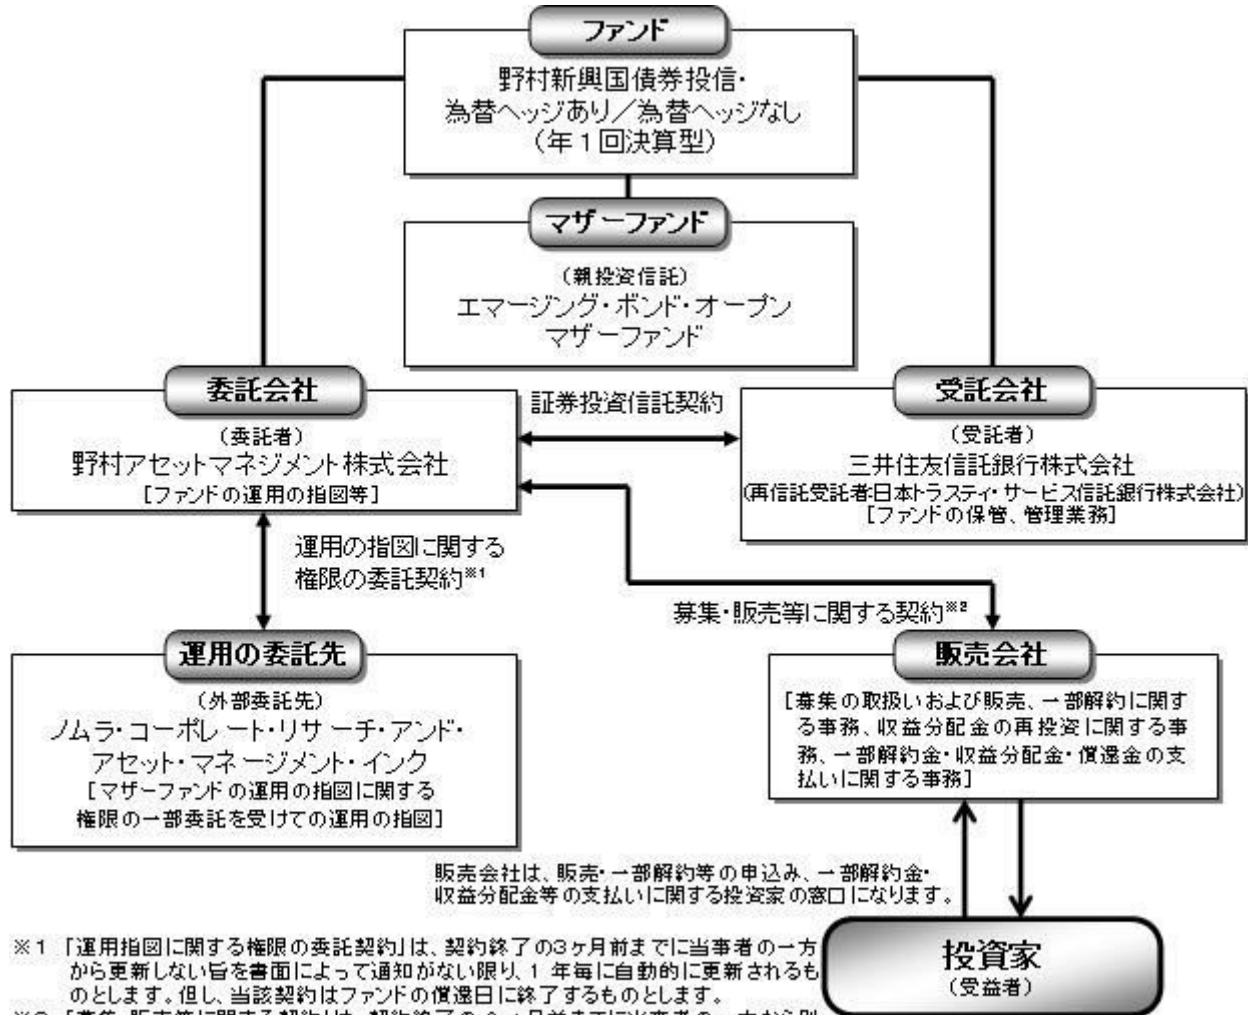 ファンド
野村新興国債券投信・
為替ヘッジあり／為替ヘッジなし
(年１回決算型)
マザーファンド
(親投資信託)
エマージング・ボンド・オープン
マザーファンド
委託会社
(委託者)
野村アセットマネジメント株式会社
[ファンドの運用の指図等]
証券投資信託契約
受託会社
(受託者)
三井住友信託銀行株式会社
(再信託受託者:日本トラスティ・サービス信託銀行株式会社)
[ファンドの保管、管理業務]
運用の指図に関する
権限の委託契約※1
募集・販売等に関する契約※2
運用の委託先
(外部委託先)
ノムラ・コーポレート・リサーチ・アンド・
アセット・マネージメント・インク
[マザーファンドの運用の指図に関する
権限の一部委託を受けての運用の指図]
販売会社
[募集の取扱いおよび販売、一部解約に関す
る事務、収益分配金の再投資に関する事
務、一部解約金・収益分配金・償還金の支
払いに関する事務]
販売会社は、販売・一部解約等の申込み、一部解約金・
収益分配金等の支払いに関する投資家の窓口になります。
投資家
(受益者)
※１ 「運用指図に関する権限の委託契約」は、契約終了の3ヶ月前までに当事者の一方
から更新しない旨を書面によって通知がない限り、１年毎に自動的に更新されるも
のとします。但し、当該契約はファンドの償還日に終了するものとします。